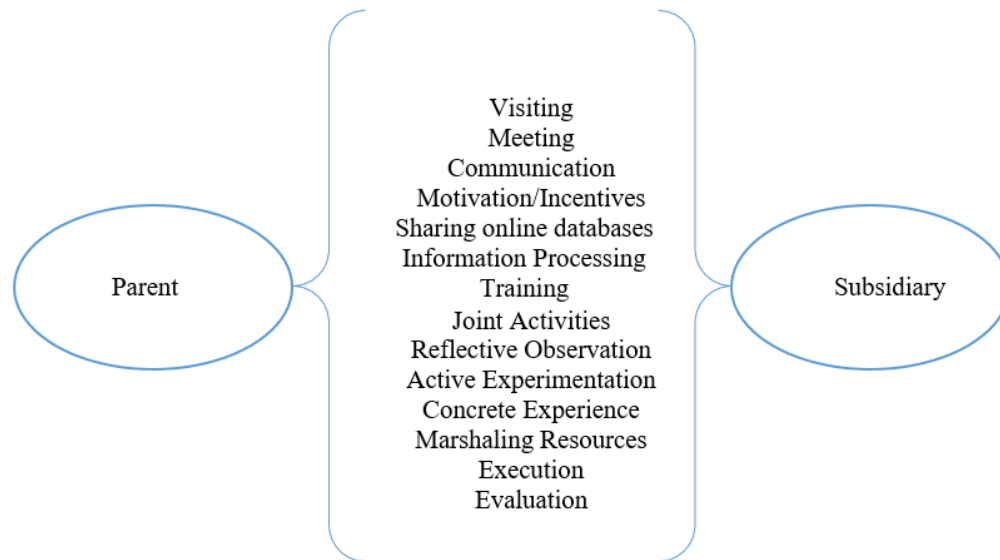 Visiting
Meeting
Communication
Motivation/Incentives
Sharing online databases
Information Processing
Parent
Training
Subsidiary
Joint Activities
Reflective Observation
Active Experimentation
Concrete Experience
Marshaling Resources
Execution
Evaluation